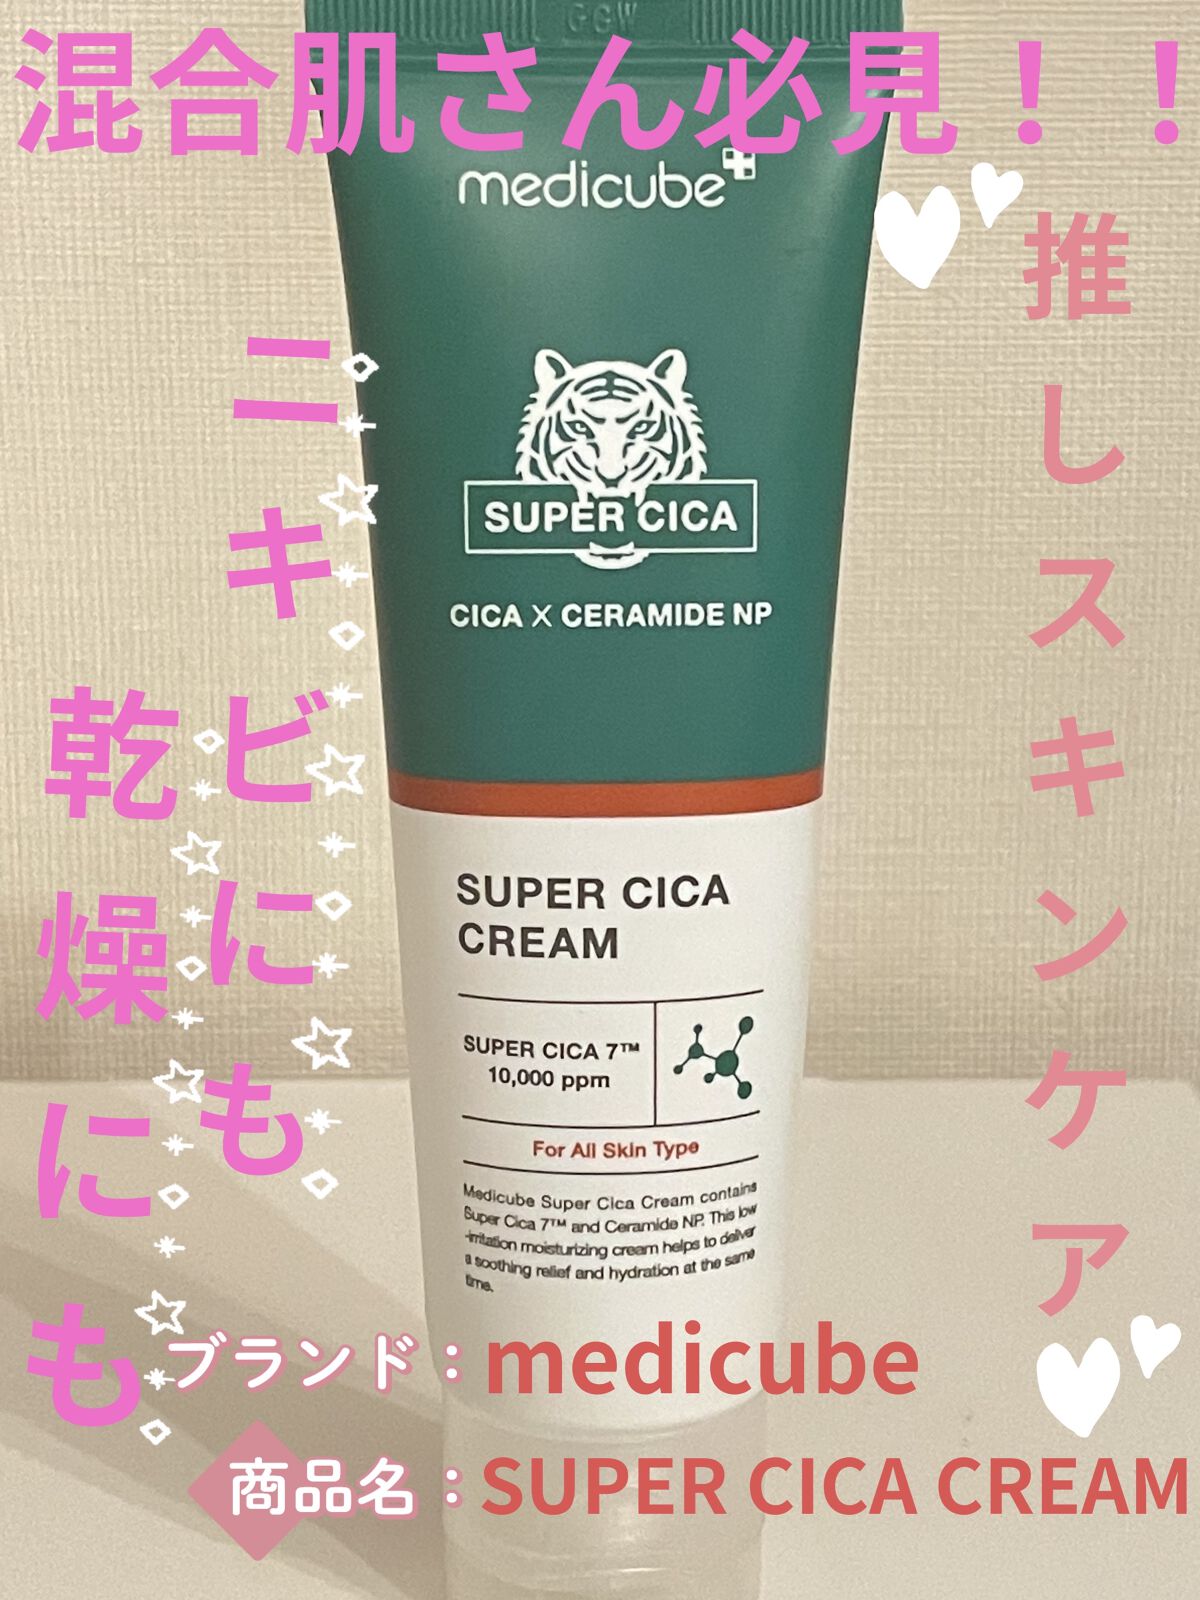 GGW
混合肌さん必見！！
medicube
推しスキンケア
ニキビにも
乾燥にも
SUPER CICA
CICA X CERAMIDE NP
SUPER CICA
CREAM
SUPER CICA 7™
10,000 ppm
For All Skin Type
Medicube Super Cica Cream contains
Super Cica 7™ and Ceramide NP. This low
-irritation moisturizing cream helps to deliver
a soothing relief and hydration at the same
time.
ブランド：medicube
商品名：SUPER CICA CREAM